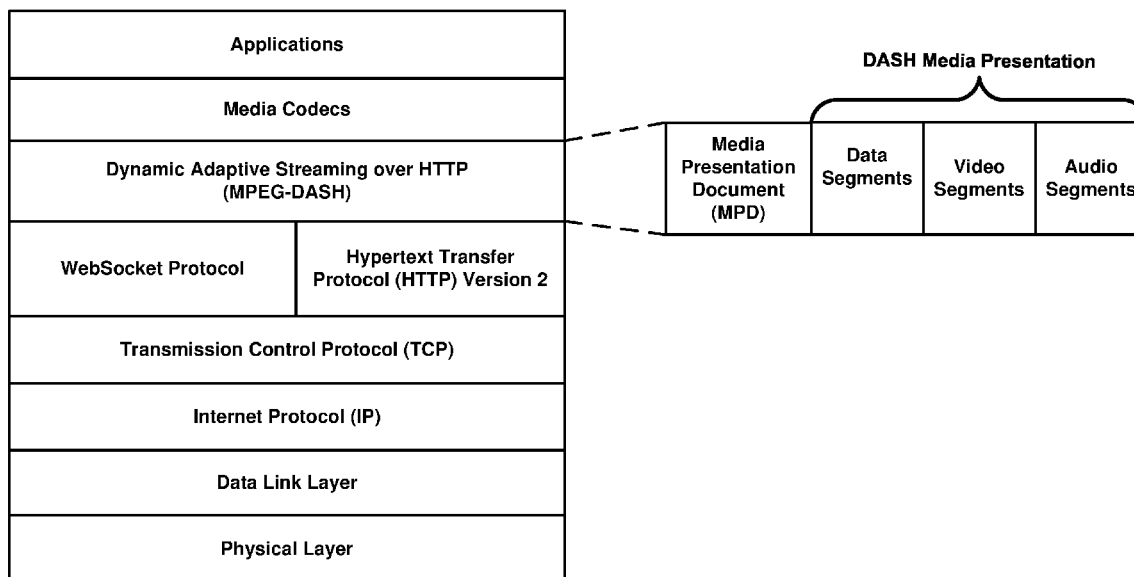 Applications
Media Codecs
Dynamic Adaptive Streaming over HTTP
(MPEG-DASH)
WebSocket Protocol
Hypertext Transfer
Protocol (HTTP) Version 2
Transmission Control Protocol (TCP)
Internet Protocol (IP)
Data Link Layer
Physical Layer
DASH Media Presentation
Media
Presentation
Document
(MPD)
Data
Segments
Video
Segments
Audio
Segments